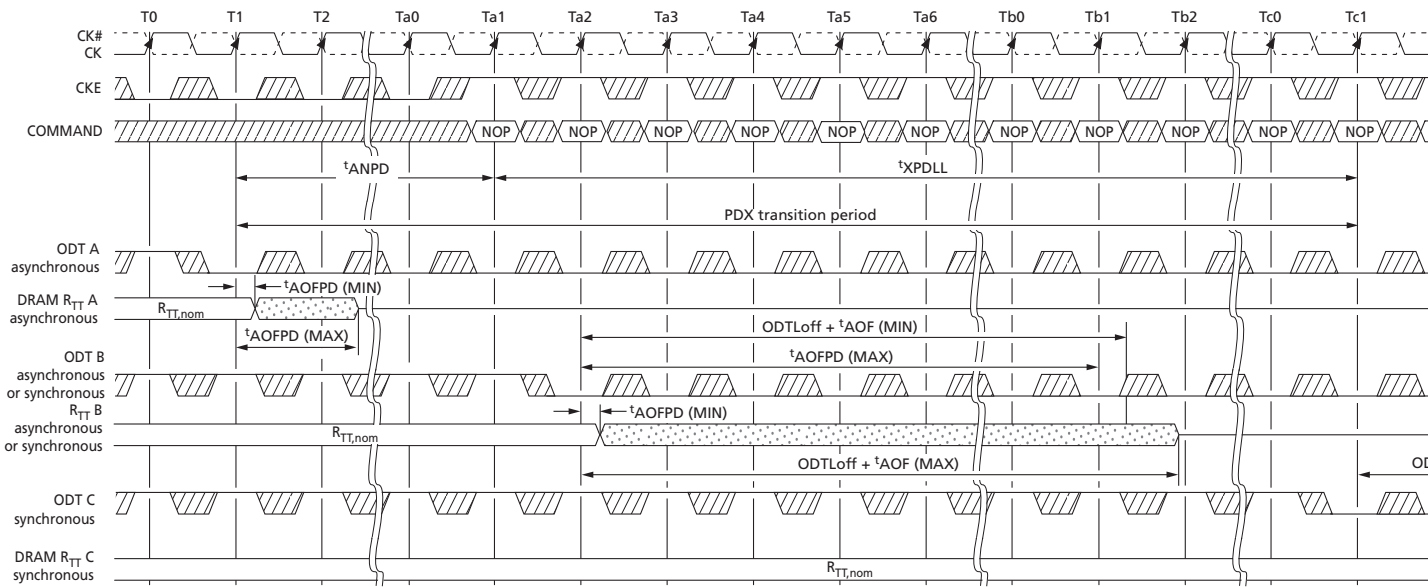 T0 T1 T2 Ta0 Ta1 Ta2 Ta3 Ta4 Ta5 Ta6 Tb0 Tb1 Tb2 Tc0 Tc1
CK#
CK
CKE
COMMAND NOP NOP NOP NOP NOP NOP NOP NOP NOP NOP NOP
tANPD tXPDLL
PDX transition period
ODT A
asynchronous
tAOFPD (MIN)
DRAM RTT A
asynchronous
RTT,nom
tAOFPD (MAX)
ODTLoff + tAOF (MIN)
tAOFPD (MAX)
ODT B
asynchronous
or synchronous
tAOFPD (MIN)
RTT B
asynchronous
or synchronous
RTT,nom
ODTLoff + tAOF (MAX)
ODT C
synchronous
DRAM RTT C
synchronous
RTT,nom